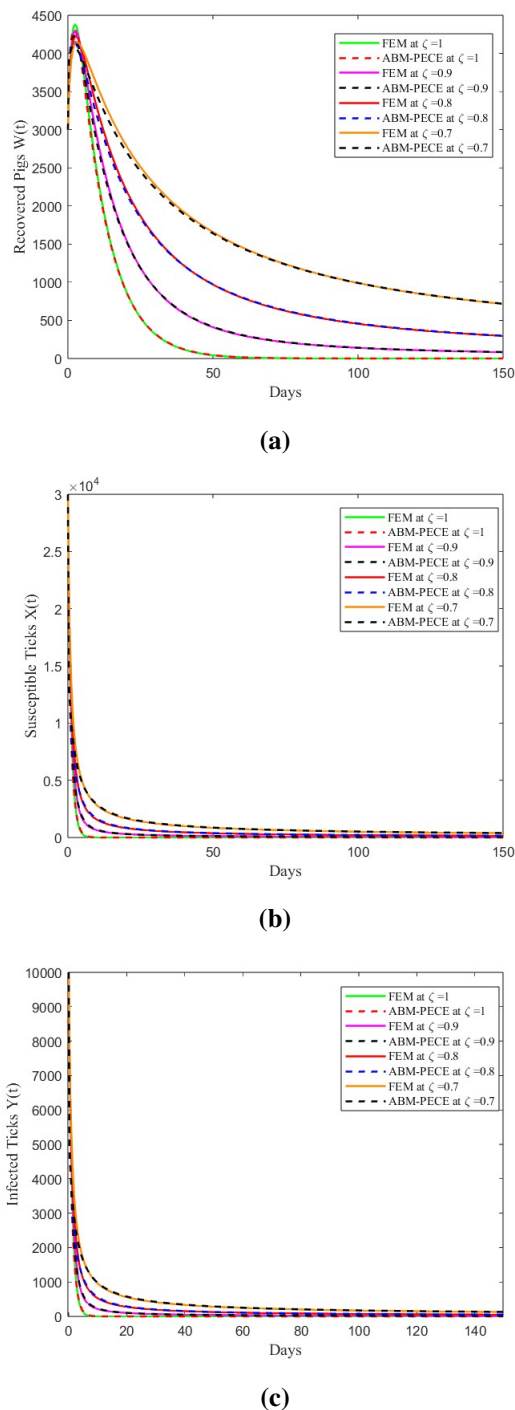 4500
4000
3500
3000
2500
2000
1500
1000
500
0
Recovered Pigs W(t)
FEM at ζ =1
ABM-PECE at ζ =1
FEM at ζ =0.9
ABM-PECE at ζ =0.9
FEM at ζ =0.8
ABM-PECE at ζ =0.8
FEM at ζ =0.7
ABM-PECE at ζ =0.7
0 50 100 150
Days
(a)
×10⁴
3
2.5
2
1.5
1
0.5
0
Susceptible Ticks X(t)
FEM at ζ =1
ABM-PECE at ζ =1
FEM at ζ =0.9
ABM-PECE at ζ =0.9
FEM at ζ =0.8
ABM-PECE at ζ =0.8
FEM at ζ =0.7
ABM-PECE at ζ =0.7
0 50 100 150
Days
(b)
10000
9000
8000
7000
6000
5000
4000
3000
2000
1000
0
Infected Ticks Y(t)
FEM at ζ =1
ABM-PECE at ζ =1
FEM at ζ =0.9
ABM-PECE at ζ =0.9
FEM at ζ =0.8
ABM-PECE at ζ =0.8
FEM at ζ =0.7
ABM-PECE at ζ =0.7
0 20 40 60 80 100 120 140
Days
(c)